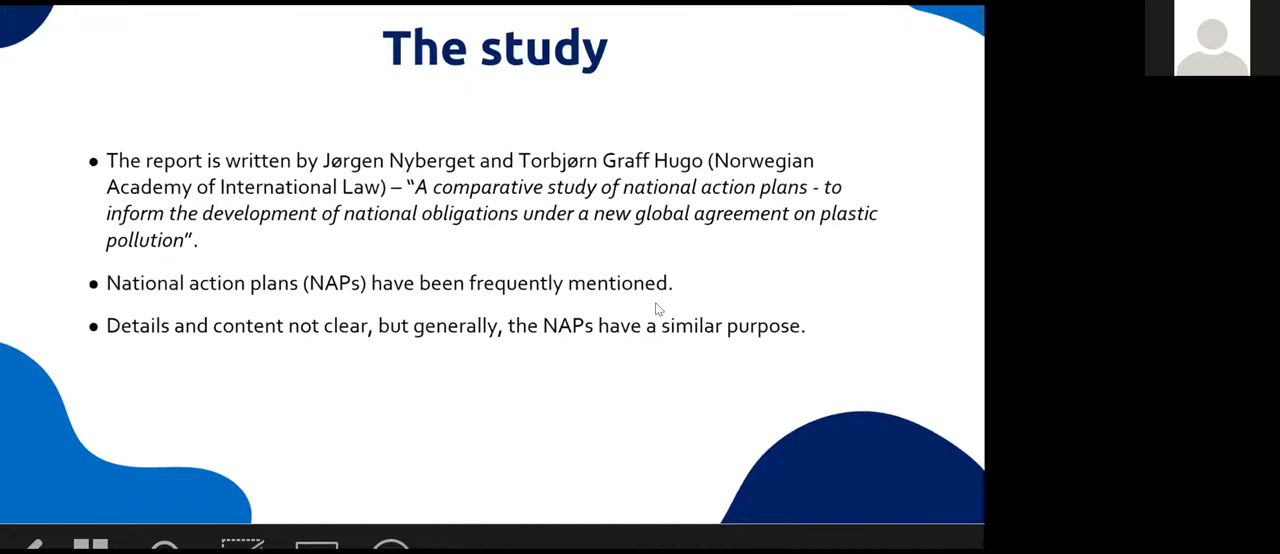 The study
● The report is written by Jørgen Nyberget and Torbjørn Graff Hugo (Norwegian
Academy of International Law) – “A comparative study of national action plans - to
inform the development of national obligations under a new global agreement on plastic
pollution”.
● National action plans (NAPs) have been frequently mentioned.
● Details and content not clear, but generally, the NAPs have a similar purpose.